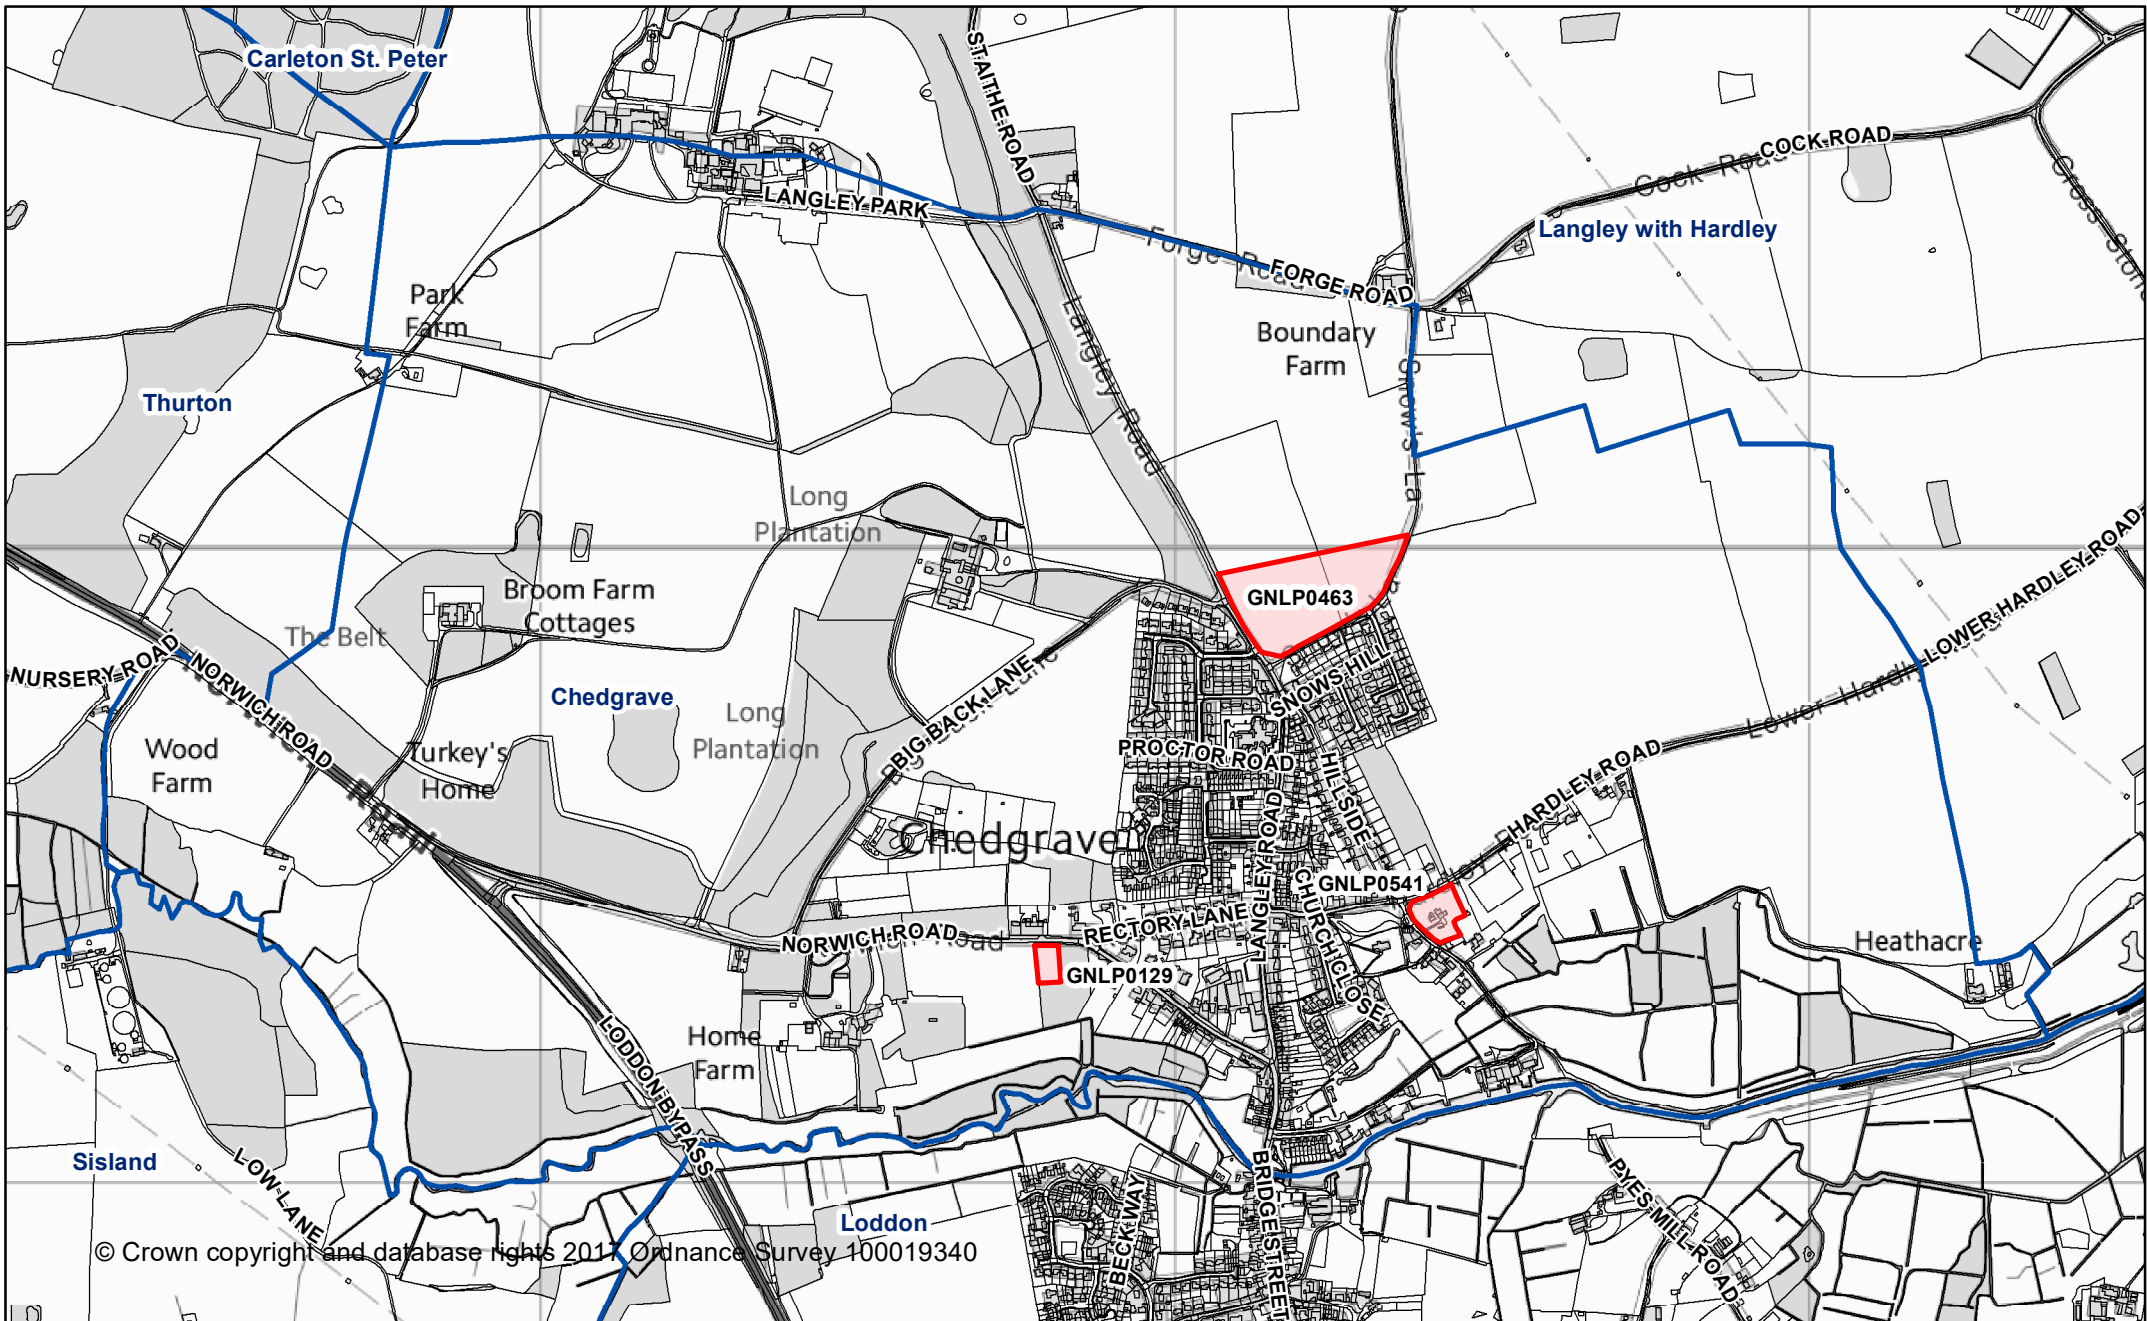 Carleton St. Peter
STAITHE ROAD
COCK ROAD
Cock Road
LANGLEY PARK
Langley with Hardley
Forge Road
FORGE ROAD
Park
Farm
Langley Road
Boundary
Farm
Thurton
Long
Plantation
Broom Farm
Cottages
GNLP0463
The Belt
NURSERY ROAD
NORWICH ROAD
LOWER HARDLEY ROAD
Chedgrave
SNOWS HILL
Long
Plantation
BIG BACK LANE
Wood
Farm
Turkey's
Home
PROCTOR ROAD
HILLSIDE
HARDLEY ROAD
Chedgrave
LANGLEY ROAD
GNLP0541
CHURCH CLOSE
RECTORY LANE
NORWICH ROAD
Road
Heathacre
GNLP0129
Home
Farm
LODDON BYPASS
Sisland
LOW LANE
BRIDGE STREET
PYES MILL ROAD
BECK WAY
Loddon
© Crown copyright and database rights 2017 Ordnance Survey 100019340